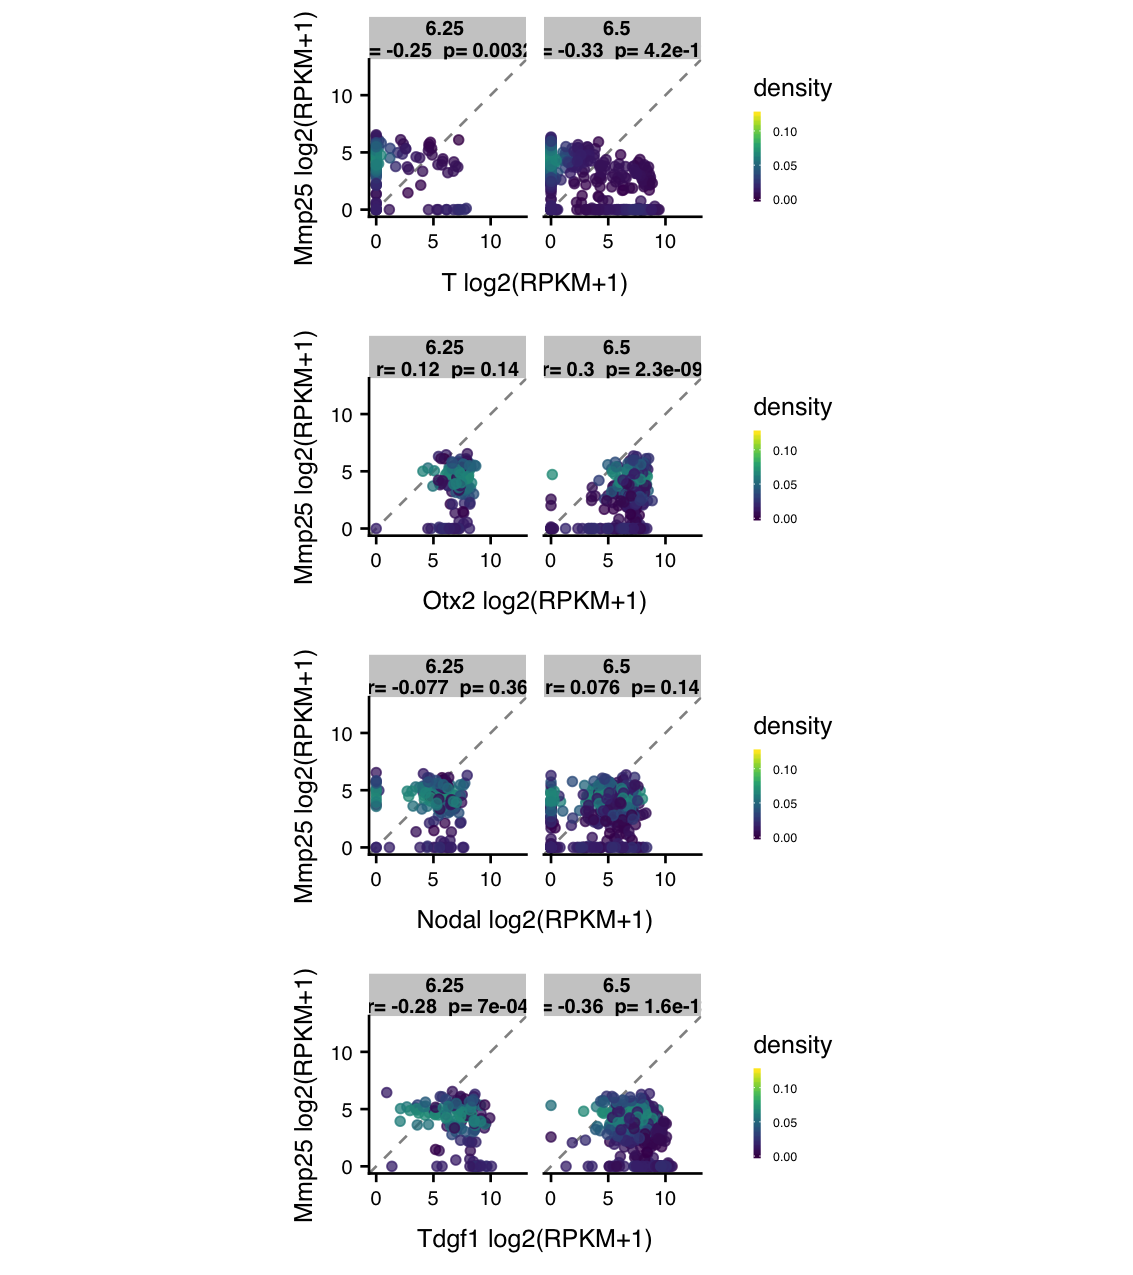 6.25 6.5
= -0.25 p= 0.0032 = -0.33 p= 4.2e-1
Mmp25 log2(RPKM+1)
10
5
0
0 5 10 0 5 10
T log2(RPKM+1)
density
0.10
0.05
0.00
6.25 6.5
r= 0.12 p= 0.14 r= 0.3 p= 2.3e-09
Mmp25 log2(RPKM+1)
10
5
0
0 5 10 0 5 10
Otx2 log2(RPKM+1)
density
0.10
0.05
0.00
6.25 6.5
r= -0.077 p= 0.36 r= 0.076 p= 0.14
Mmp25 log2(RPKM+1)
10
5
0
0 5 10 0 5 10
Nodal log2(RPKM+1)
density
0.10
0.05
0.00
6.25 6.5
r= -0.28 p= 7e-04 = -0.36 p= 1.6e-1
Mmp25 log2(RPKM+1)
10
5
0
0 5 10 0 5 10
Tdgf1 log2(RPKM+1)
density
0.10
0.05
0.00